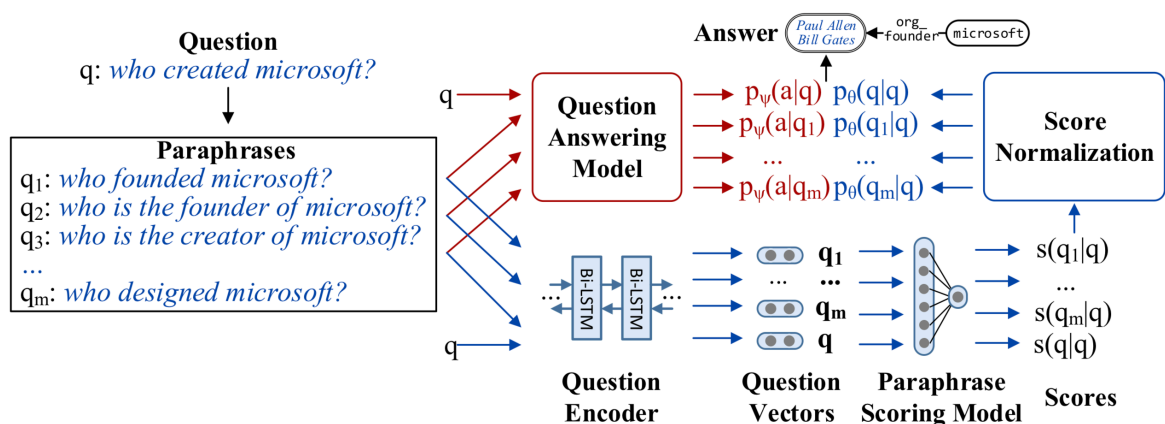 Question
q: who created microsoft?
Paraphrases
q1: who founded microsoft?
q2: who is the founder of microsoft?
q3: who is the creator of microsoft?
...
qm: who designed microsoft?
q
q
Question
Answering
Model
Answer
Paul Allen
Bill Gates
org_
founder
microsoft
pψ(a|q) pθ(q|q)
pψ(a|q1) pθ(q1|q)
... ...
pψ(a|qm) pθ(qm|q)
Score
Normalization
... Bi-LSTM Bi-LSTM ...
q1
... ...
qm
q
s(q1|q)
...
s(qm|q)
s(q|q)
Question
Encoder
Question
Vectors
Paraphrase
Scoring Model
Scores